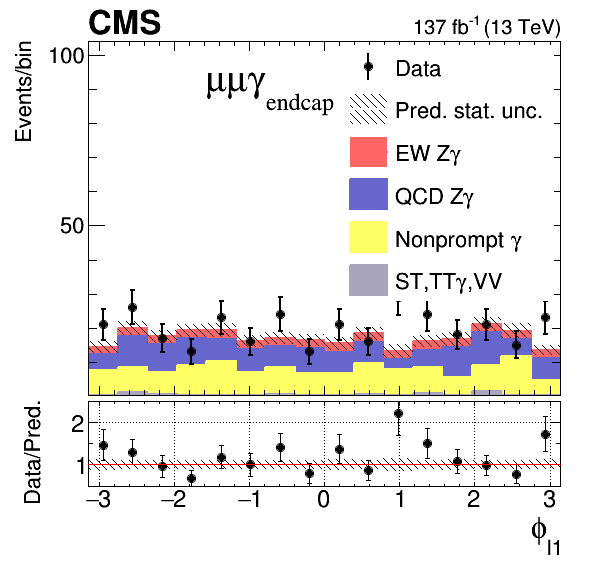 CMS 137 fb⁻¹ (13 TeV)
Events/bin
100
50
μμγ endcap
Data
Pred. stat. unc.
EW Zγ
QCD Zγ
Nonprompt γ
ST,TTγ,VV
Data/Pred.
2
1
−3 −2 −1 0 1 2 3
ϕ l1